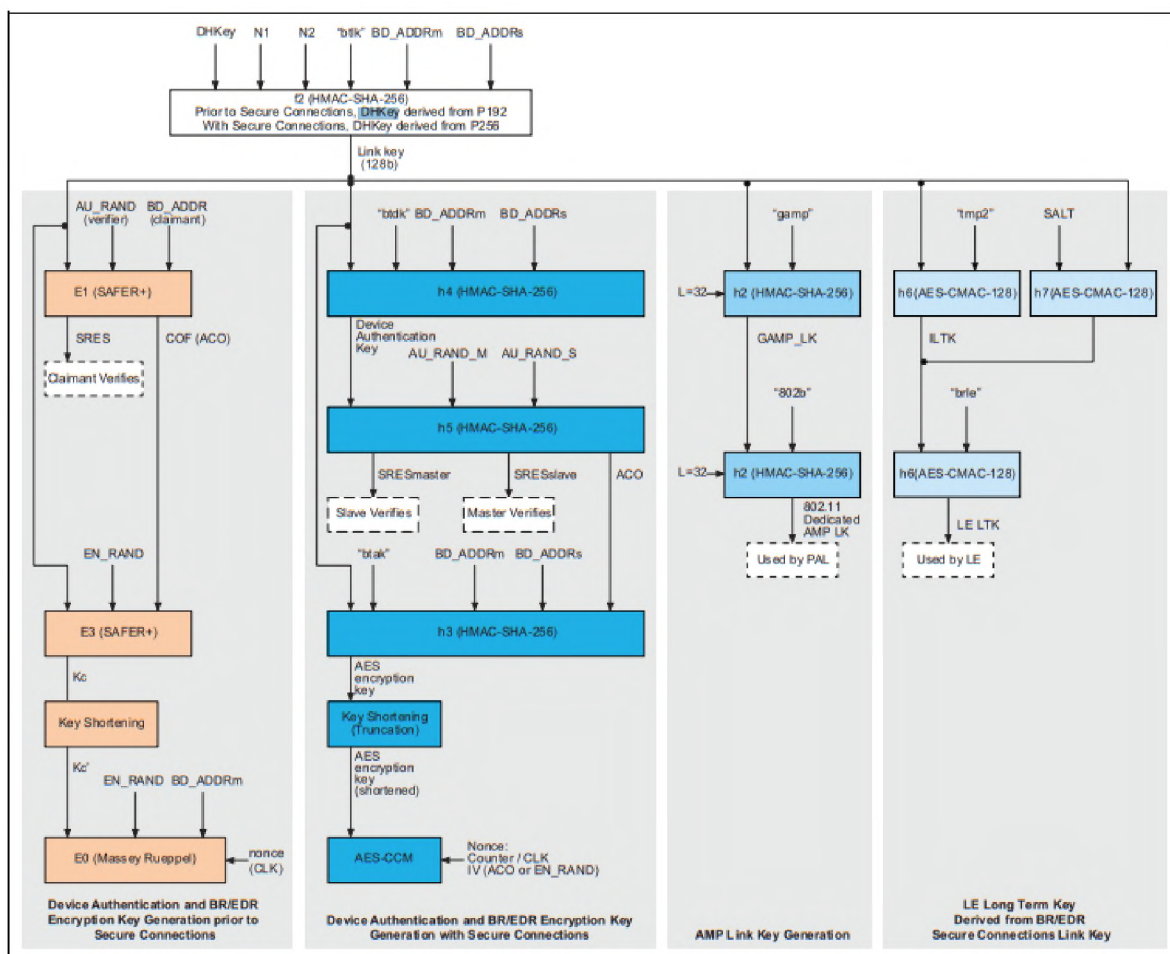 DHKey N1 N2 "btlk" BD_ADDRm BD_ADDRs
f2 (HMAC-SHA-256)
Prior to Secure Connections, DHKey derived from P192
With Secure Connections, DHKey derived from P256
Link key
(128b)
AU_RAND
(verifier)
BD_ADDR
(claimant)
E1 (SAFER+)
SRES
COF (ACO)
Claimant Verifies
EN_RAND
E3 (SAFER+)
Kc
Key Shortening
Kc'
EN_RAND BD_ADDRm
E0 (Massey Rueppel)
nonce
(CLK)
Device Authentication and BR/EDR
Encryption Key Generation prior to
Secure Connections
"btdk" BD_ADDRm BD_ADDRs
h4 (HMAC-SHA-256)
Device
Authentication
Key
AU_RAND_M AU_RAND_S
h5 (HMAC-SHA-256)
SRESmaster
SRESslave
ACO
Slave Verifies
Master Verifies
"btak" BD_ADDRm BD_ADDRs
h3 (HMAC-SHA-256)
AES
encryption
key
Key Shortening
(Truncation)
AES
encryption
key
(shortened)
AES-CCM
Nonce:
Counter / CLK
IV (ACO or EN_RAND)
Device Authentication and BR/EDR Encryption Key
Generation with Secure Connections
"gamp"
L=32
h2 (HMAC-SHA-256)
GAMP_LK
"802b"
L=32
h2 (HMAC-SHA-256)
802.11
Dedicated
AMP LK
Used by PAL
AMP Link Key Generation
"tmp2"
SALT
h6(AES-CMAC-128)
h7(AES-CMAC-128)
ILTK
"brle"
h6(AES-CMAC-128)
LE LTK
Used by LE
LE Long Term Key
Derived from BR/EDR
Secure Connections Link Key